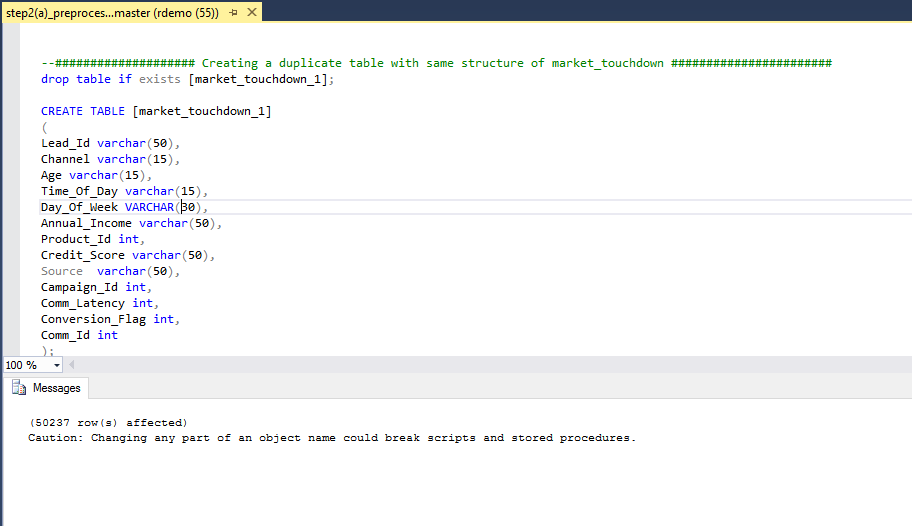 step2(a)_preproces...master (rdemo (55))
--#################### Creating a duplicate table with same structure of market_touchdown #######################
drop table if exists [market_touchdown_1];
CREATE TABLE [market_touchdown_1]
(
Lead_Id varchar(50),
Channel varchar(15),
Age varchar(15),
Time_Of_Day varchar(15),
Day_Of_Week VARCHAR(30),
Annual_Income varchar(50),
Product_Id int,
Credit_Score varchar(50),
Source  varchar(50),
Campaign_Id int,
Comm_Latency int,
Conversion_Flag int,
Comm_Id int
);
100 %
Messages
(50237 row(s) affected)
Caution: Changing any part of an object name could break scripts and stored procedures.